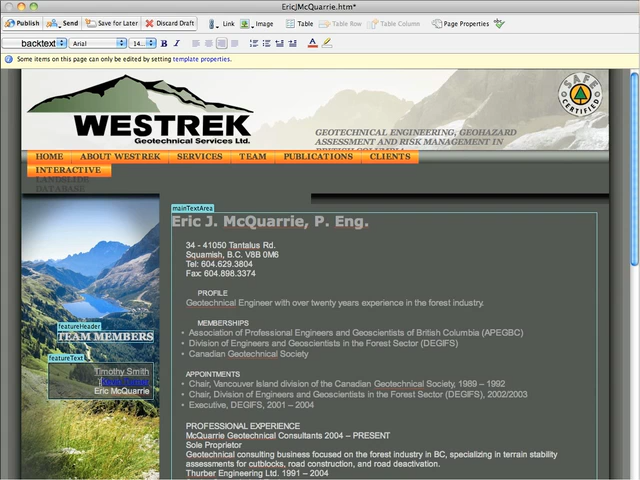 EricJMcQuarrie.htm*
Publish Send Save for Later Discard Draft Link Image Table Table Row Table Column Page Properties
backtext Arial 14... B I
Some items on this page can only be edited by setting template properties.
WESTREK
Geotechnical Services Ltd.
SAFE
CERTIFIED
GEOTECHNICAL ENGINEERING, GEOHAZARD
ASSESSMENT AND RISK MANAGEMENT IN
BRITISH COLUMBIA
HOME ABOUT WESTREK SERVICES TEAM PUBLICATIONS CLIENTS
INTERACTIVE
LANDSLIDE
DATABASE
mainTextArea
Eric J. McQuarrie, P. Eng.
34 - 41050 Tantalus Rd.
Squamish, B.C. V8B 0M6
Tel: 604.629.3804
Fax: 604.898.3374
PROFILE
Geotechnical Engineer with over twenty years experience in the forest industry.
MEMBERSHIPS
• Association of Professional Engineers and Geoscientists of British Columbia (APEGBC)
• Division of Engineers and Geoscientists in the Forest Sector (DEGIFS)
• Canadian Geotechnical Society
featureHeader
TEAM MEMBERS
featureText
Timothy Smith
Eric McQuarrie
APPOINTMENTS
• Chair, Vancouver Island division of the Canadian Geotechnical Society, 1989 – 1992
• Chair, Division of Engineers and Geoscientists in the Forest Sector (DEGIFS), 2002/2003
• Executive, DEGIFS, 2001 – 2004
PROFESSIONAL EXPERIENCE
McQuarrie Geotechnical Consultants 2004 – PRESENT
Sole Proprietor
Geotechnical consulting business focused on the forest industry in BC, specializing in terrain stability
assessments for cutblocks, road construction, and road deactivation.
Thurber Engineering Ltd. 1991 – 2004